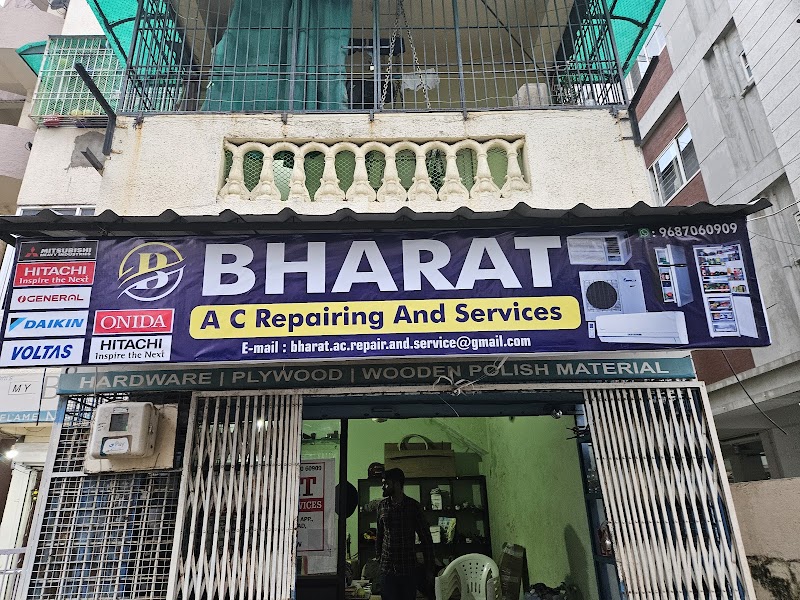 : 9687060909
MITSUBISHI
HEAVY INDUSTRIES
HITACHI
Inspire the Next
GENERAL
DAIKIN
VOLTAS
ONIDA
HITACHI
Inspire the Next
B
BHARAT
A C Repairing And Services
E-mail : bharat.ac.repair.and.service@gmail.com
HARDWARE | PLYWOOD | WOODEN POLISH MATERIAL
MY